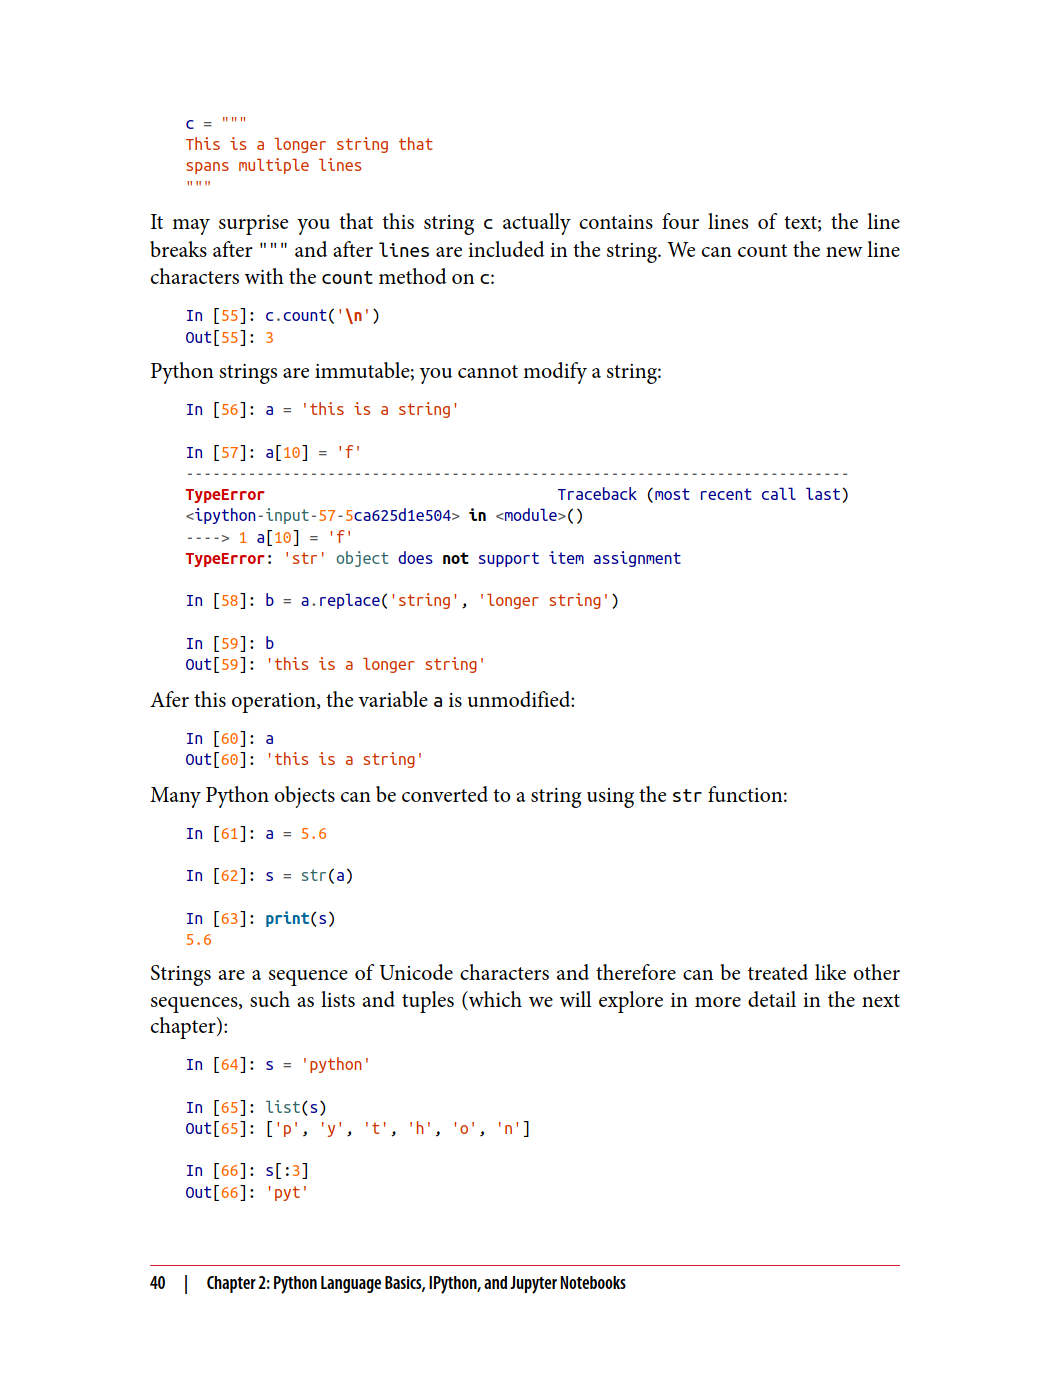 c = """
This is a longer string that
spans multiple lines
"""
It may surprise you that this string c actually contains four lines of text; the line
breaks after """ and after lines are included in the string. We can count the new line
characters with the count method on c:
In [55]: c.count('\n')
Out[55]: 3
Python strings are immutable; you cannot modify a string:
In [56]: a = 'this is a string'
In [57]: a[10] = 'f'
---------------------------------------------------------------------------
TypeError                                 Traceback (most recent call last)
<ipython-input-57-5ca625d1e504> in <module>()
----> 1 a[10] = 'f'
TypeError: 'str' object does not support item assignment
In [58]: b = a.replace('string', 'longer string')
In [59]: b
Out[59]: 'this is a longer string'
Afer this operation, the variable a is unmodified:
In [60]: a
Out[60]: 'this is a string'
Many Python objects can be converted to a string using the str function:
In [61]: a = 5.6
In [62]: s = str(a)
In [63]: print(s)
5.6
Strings are a sequence of Unicode characters and therefore can be treated like other
sequences, such as lists and tuples (which we will explore in more detail in the next
chapter):
In [64]: s = 'python'
In [65]: list(s)
Out[65]: ['p', 'y', 't', 'h', 'o', 'n']
In [66]: s[:3]
Out[66]: 'pyt'
40 | Chapter 2: Python Language Basics, IPython, and Jupyter Notebooks